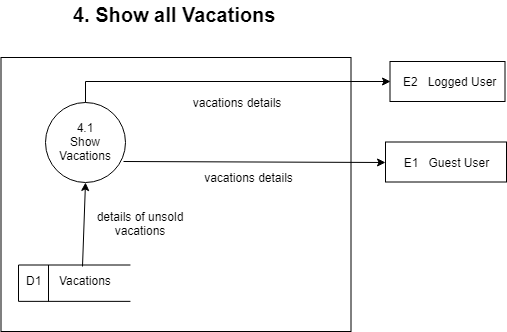 4. Show all Vacations
E2 Logged User
vacations details
4.1
Show
Vacations
E1 Guest User
vacations details
details of unsold
vacations
D1 Vacations